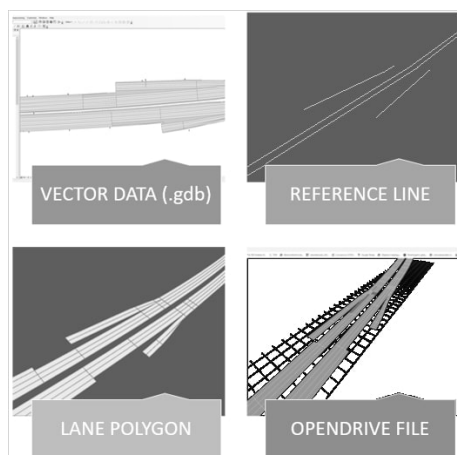 VECTOR DATA (.gdb)
REFERENCE LINE
LANE POLYGON
OPENDRIVE FILE